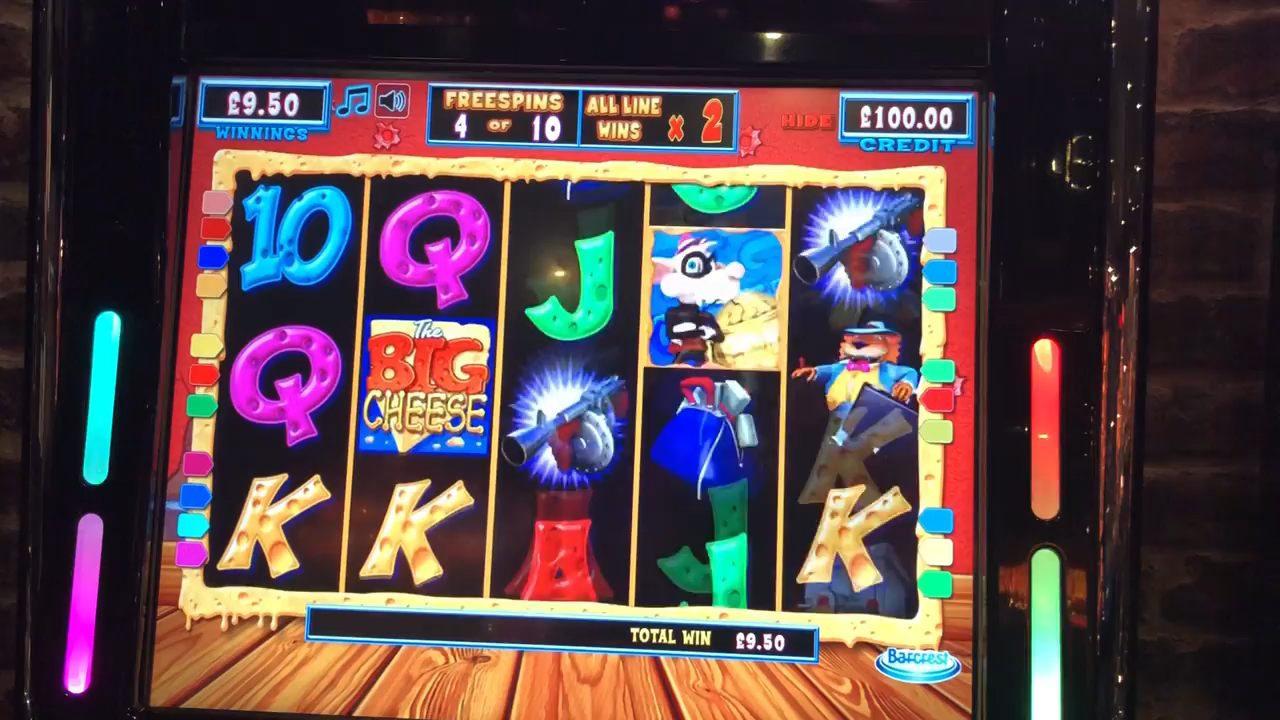 £9.50
WINNINGS
FREESPINS
4 OF 10
ALL LINE
WINS x 2
HIDE
£100.00
CREDIT
10 Q J
Q
The
BIG
CHEESE
K K A J K
TOTAL WIN £9.50
Barcrest